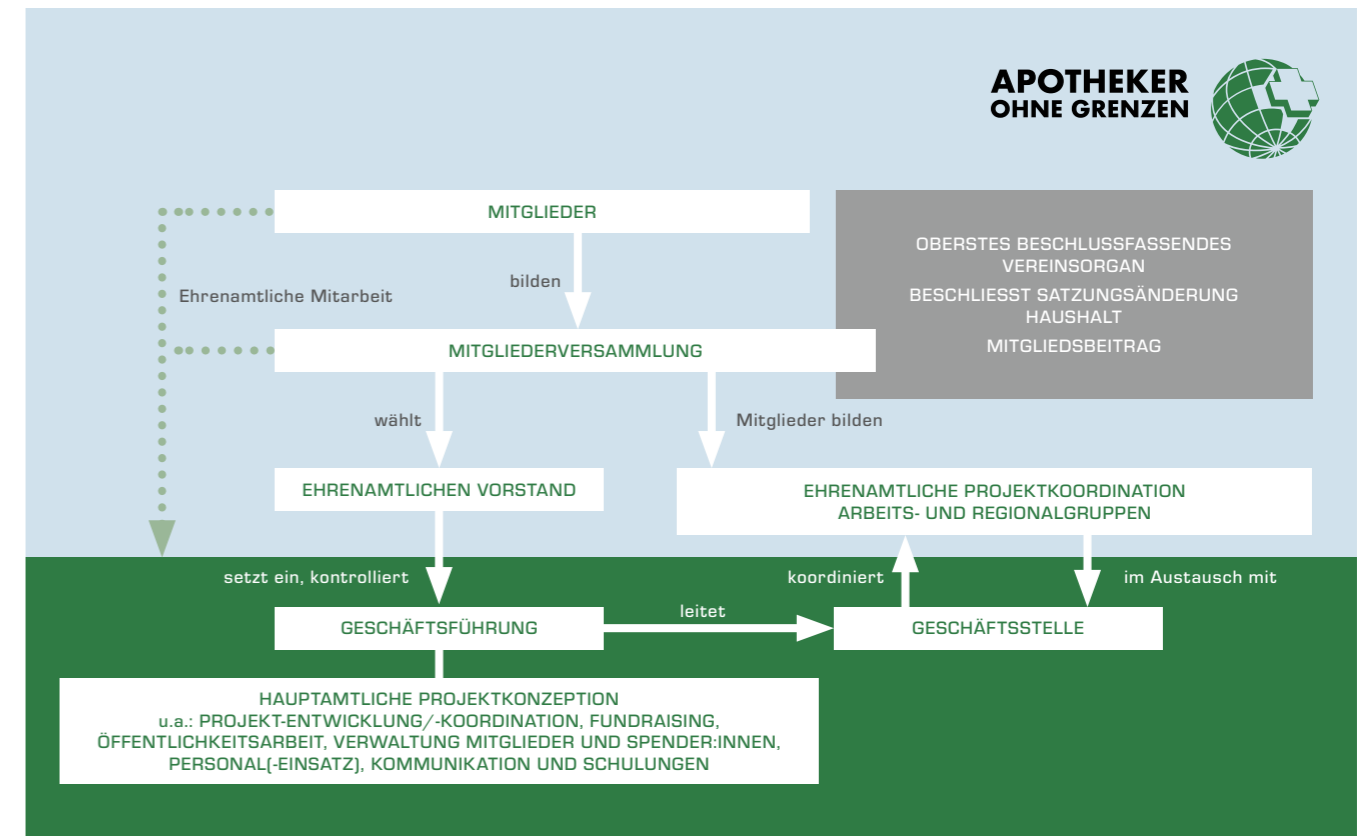 APOTHEKER
OHNE GRENZEN
MITGLIEDER
OBERSTES BESCHLUSSFASSENDES
VEREINSORGAN
BESCHLIESST SATZUNGSÄNDERUNG
HAUSHALT
MITGLIEDSBEITRAG
bilden
Ehrenamtliche Mitarbeit
MITGLIEDERVERSAMMLUNG
wählt
Mitglieder bilden
EHRENAMTLICHEN VORSTAND
EHRENAMTLICHE PROJEKTKOORDINATION
ARBEITS- UND REGIONALGRUPPEN
setzt ein, kontrolliert
koordiniert
im Austausch mit
GESCHÄFTSFÜHRUNG
leitet
GESCHÄFTSSTELLE
HAUPTAMTLICHE PROJEKTKONZEPTION
u.a.: PROJEKT-ENTWICKLUNG/-KOORDINATION, FUNDRAISING,
ÖFFENTLICHKEITSARBEIT, VERWALTUNG MITGLIEDER UND SPENDER:INNEN,
PERSONAL(-EINSATZ), KOMMUNIKATION UND SCHULUNGEN